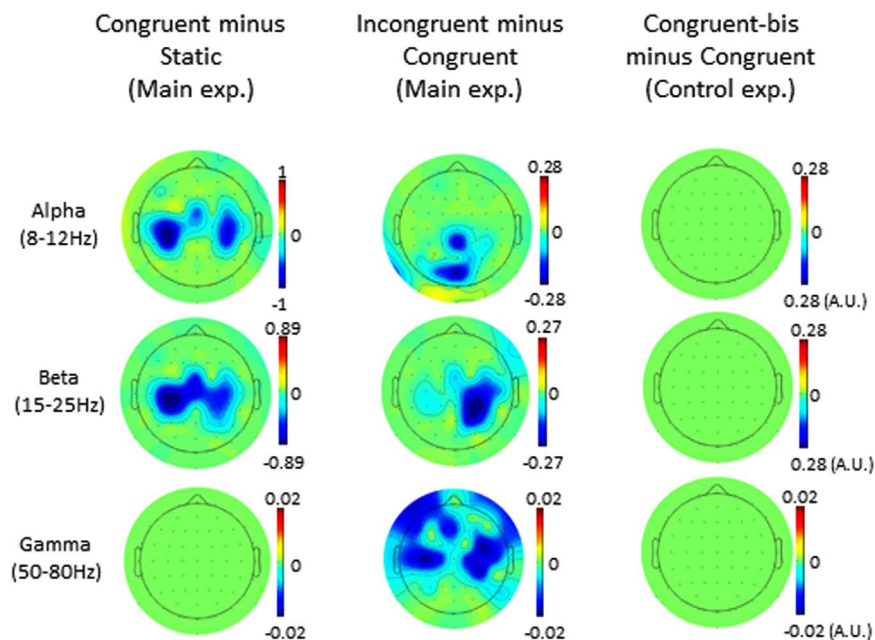 Congruent minus
Static
(Main exp.)
Incongruent minus
Congruent
(Main exp.)
Congruent-bis
minus Congruent
(Control exp.)
Alpha
(8-12Hz)
1
0
-1
0.28
0
-0.28
0.28
0
0.28 (A.U.)
Beta
(15-25Hz)
0.89
0
-0.89
0.27
0
-0.27
0.28
0
0.28 (A.U.)
Gamma
(50-80Hz)
0.02
0
-0.02
0.02
0
-0.02
0.02
0
-0.02 (A.U.)